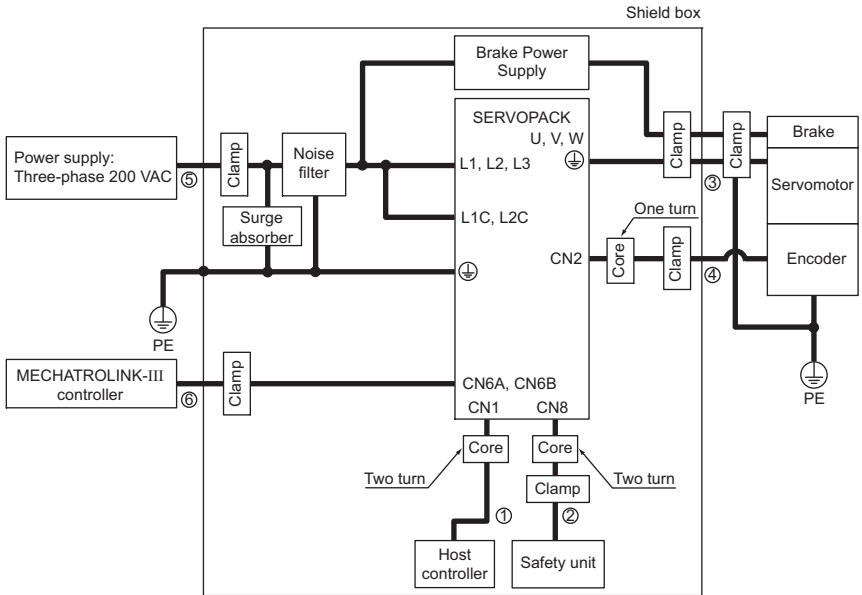 Shield box
Brake Power
Supply
SERVOPACK
U, V, W
Power supply:
Three-phase 200 VAC
⑤
Clamp
Noise
filter
L1, L2, L3
Clamp
Clamp
③
Brake
Servomotor
Surge
absorber
L1C, L2C
One turn
CN2
Core
Clamp
④
Encoder
PE
PE
MECHATROLINK-III
controller
⑥
Clamp
CN6A, CN6B
CN1
CN8
Core
Core
Two turn
Two turn
Clamp
①
②
Host
controller
Safety unit